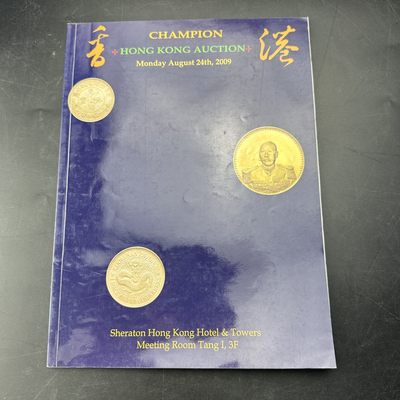 香 港
CHAMPION
+HONG KONG AUCTION+
Monday August 24th, 2009
Sheraton Hong Kong Hotel & Towers
Meeting Room Tang I, 3F